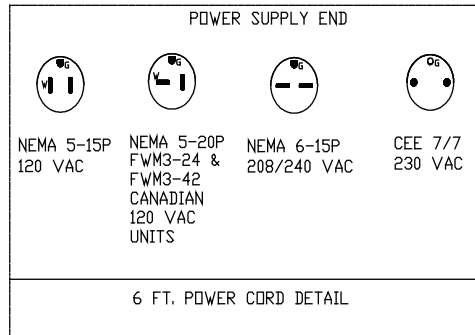 POWER SUPPLY END
G
W
G
W
G
G
NEMA 5-15P
120 VAC
NEMA 5-20P
FWM3-24 &
FWM3-42
CANADIAN
120 VAC
UNITS
NEMA 6-15P
208/240 VAC
CEE 7/7
230 VAC
6 FT. POWER CORD DETAIL